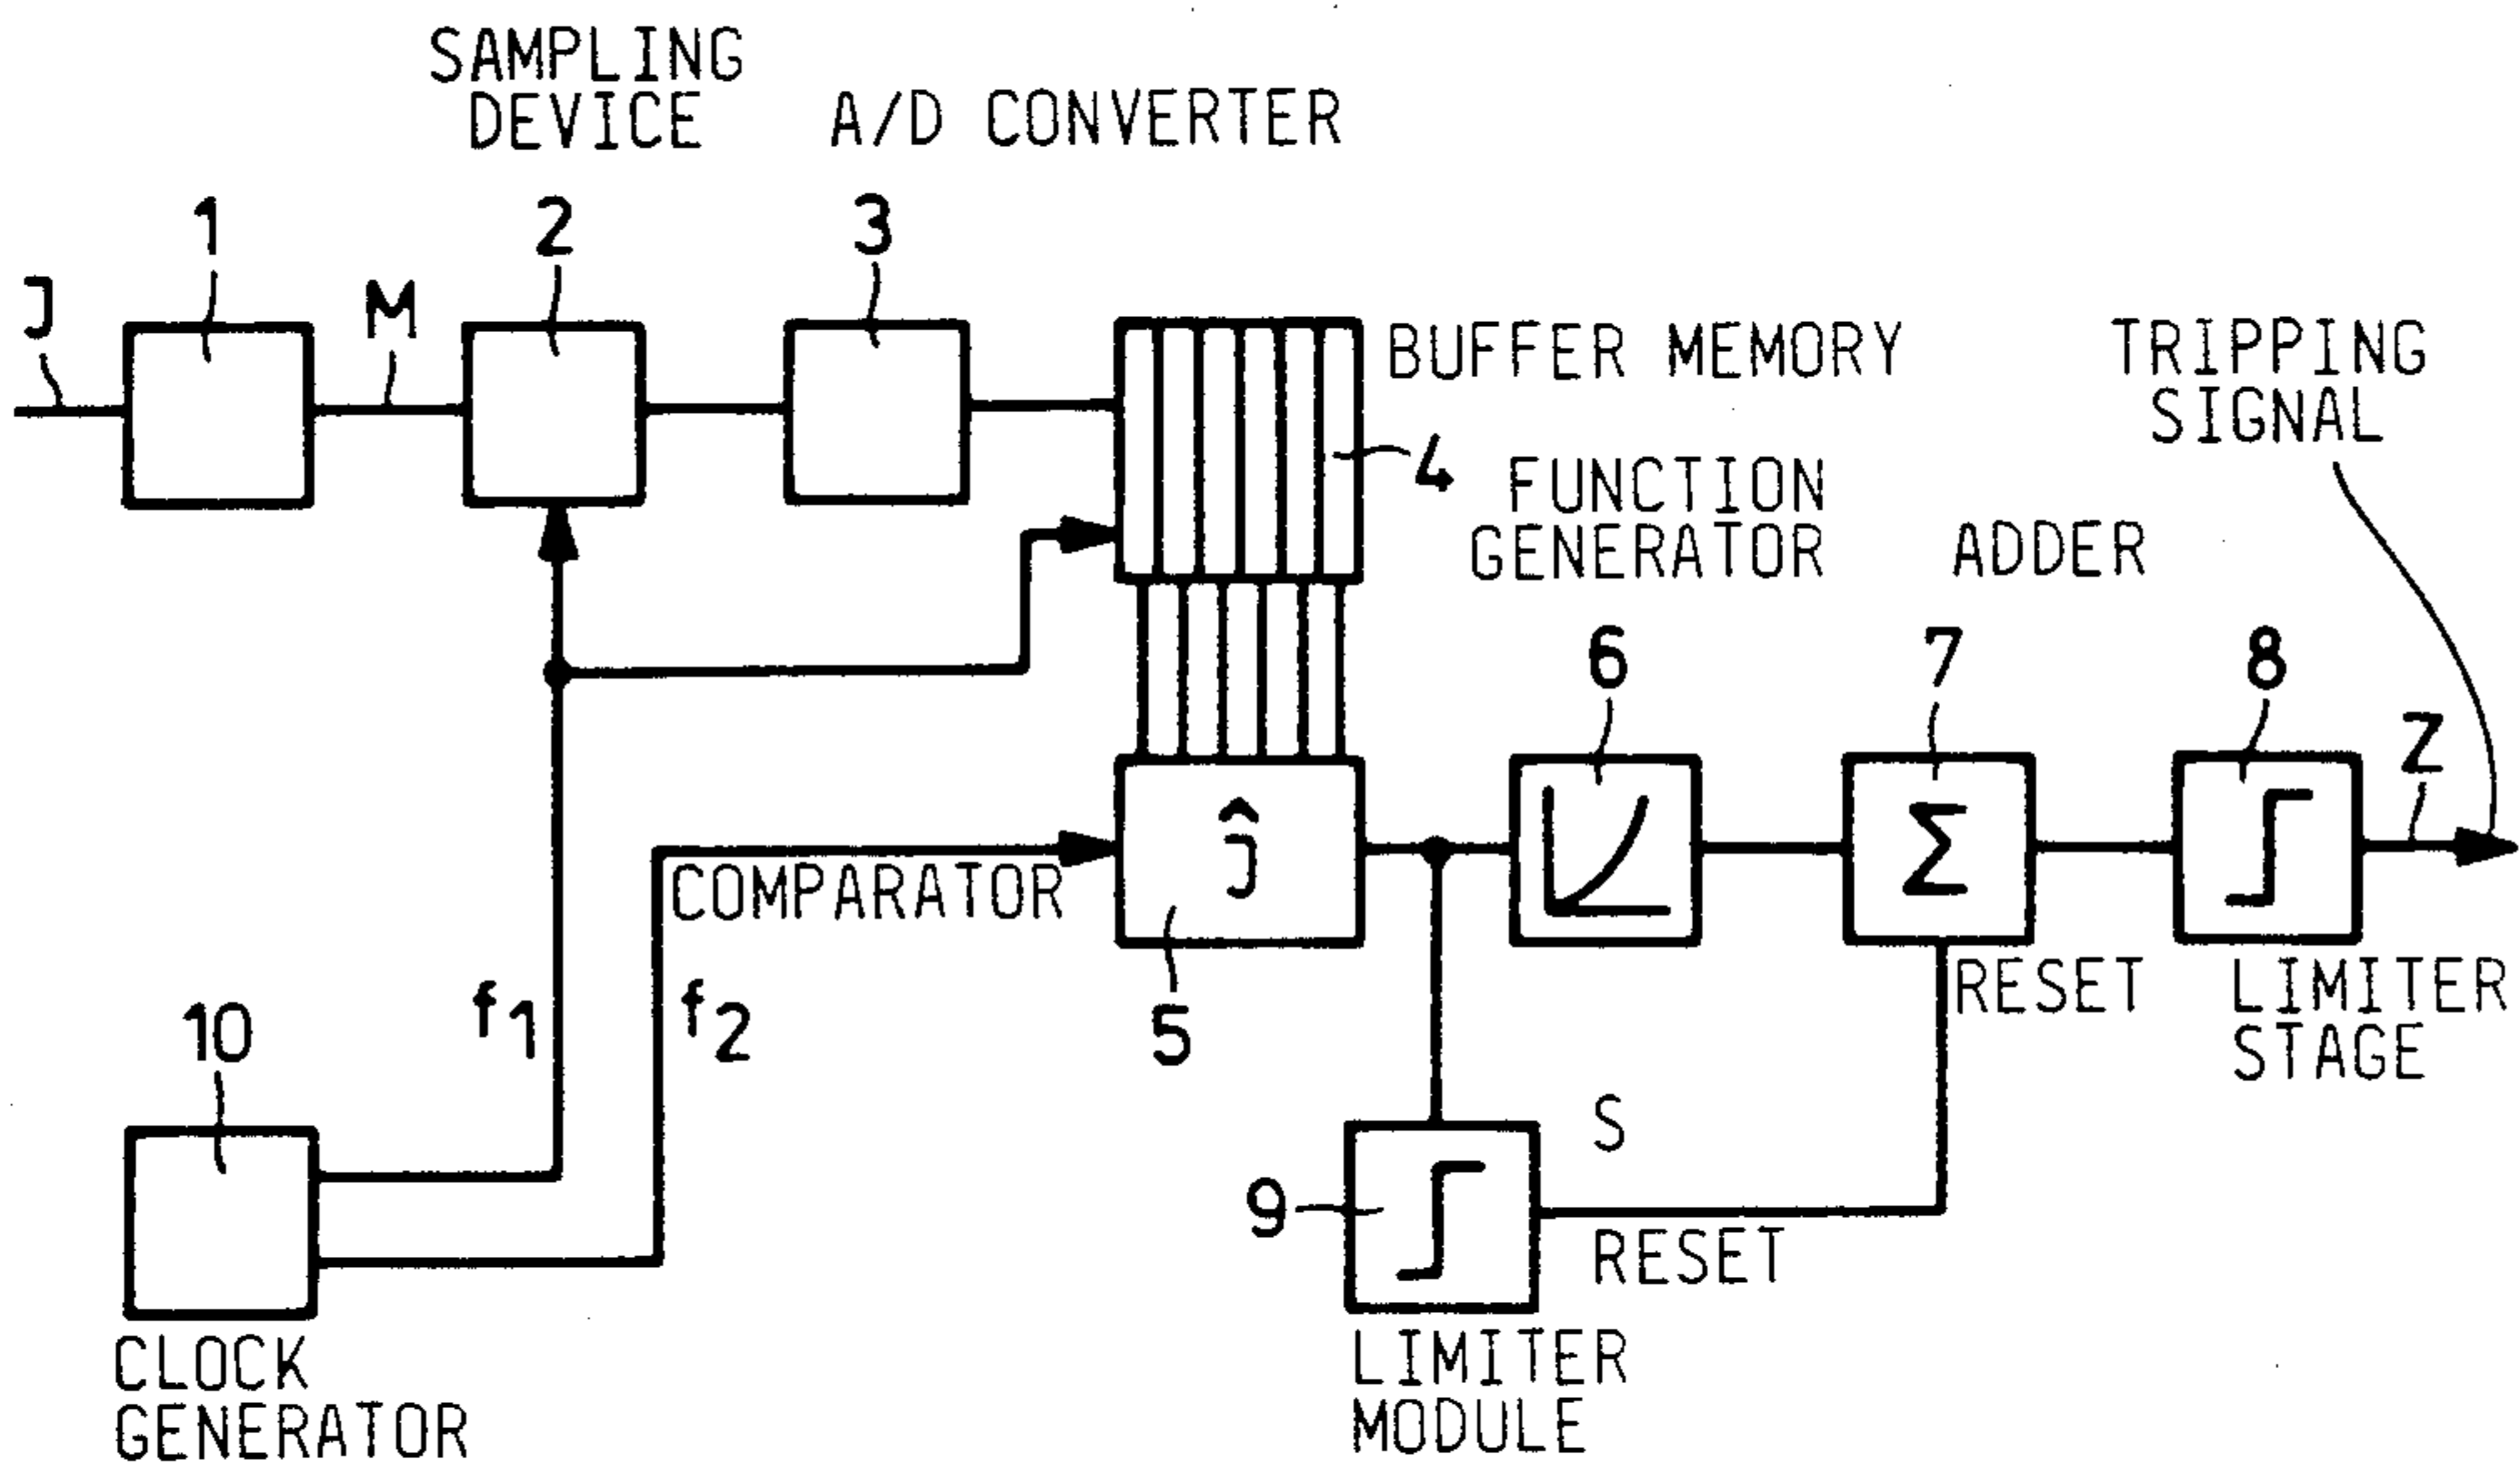 SAMPLING
DEVICE
A/D CONVERTER
1
2
3
J
M
BUFFER MEMORY
TRIPPING
SIGNAL
4
FUNCTION
GENERATOR
ADDER
6
7
8
Z
COMPARATOR
Ĵ
Σ
5
RESET
LIMITER
STAGE
f1
f2
10
S
9
RESET
CLOCK
GENERATOR
LIMITER
MODULE